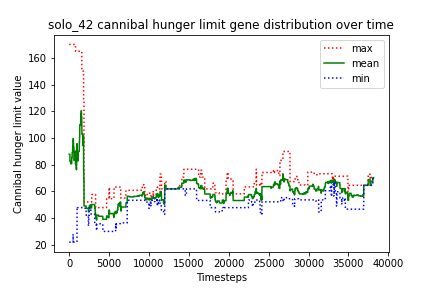 solo_42 cannibal hunger limit gene distribution over time
max
mean
min
Cannibal hunger limit value
160
140
120
100
80
60
40
20
0
5000
10000
15000
20000
25000
30000
35000
40000
Timesteps